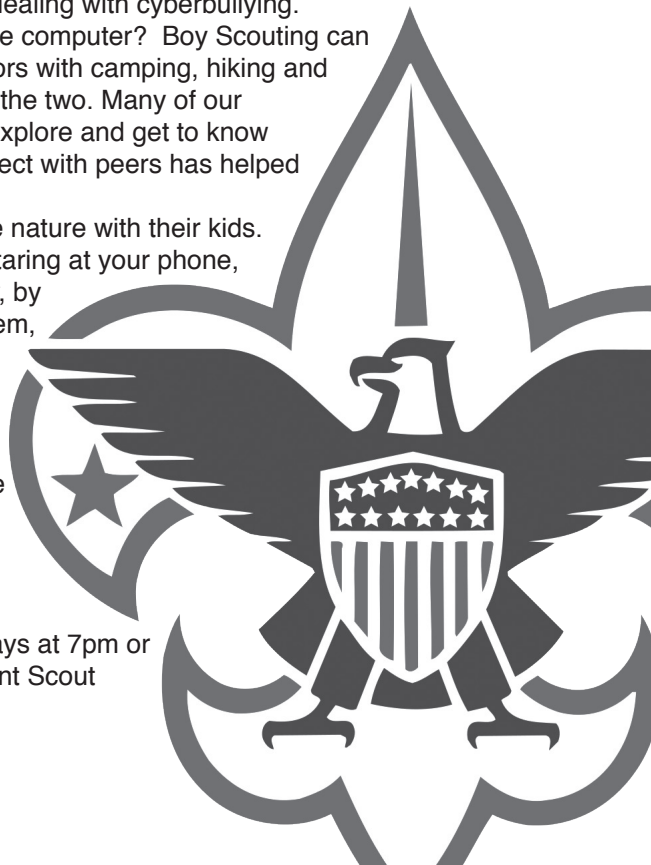 dealing with cyberbullying.
e computer? Boy Scouting can
ors with camping, hiking and
the two. Many of our
xplore and get to know
ect with peers has helped
e nature with their kids.
taring at your phone,
, by
em,
e
ays at 7pm or
nt Scout